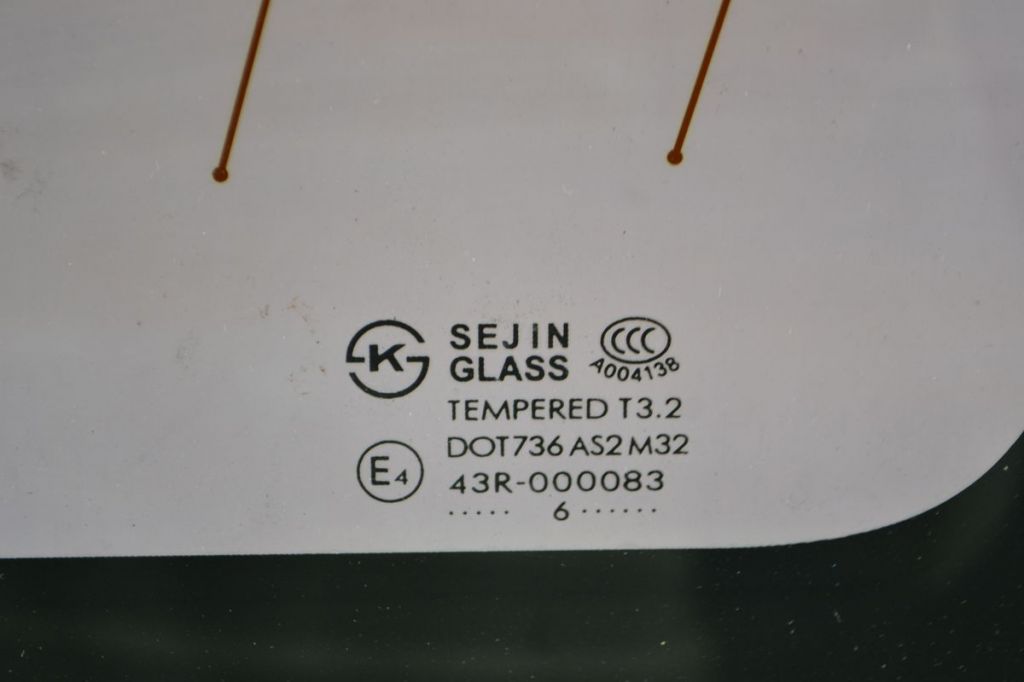 K SEJIN CCC
GLASS A004138
TEMPERED T3.2
DOT736 AS2 M32
E4 43R-000083
····· 6 ······